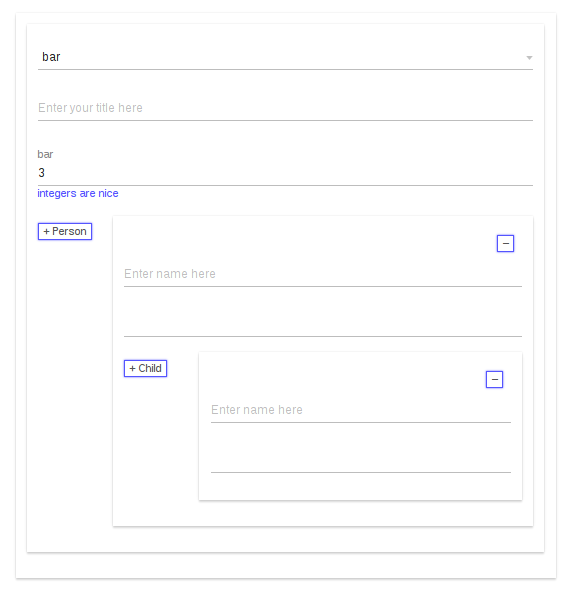 bar
Enter your title here
bar
3
integers are nice
+ Person
–
Enter name here
+ Child
–
Enter name here